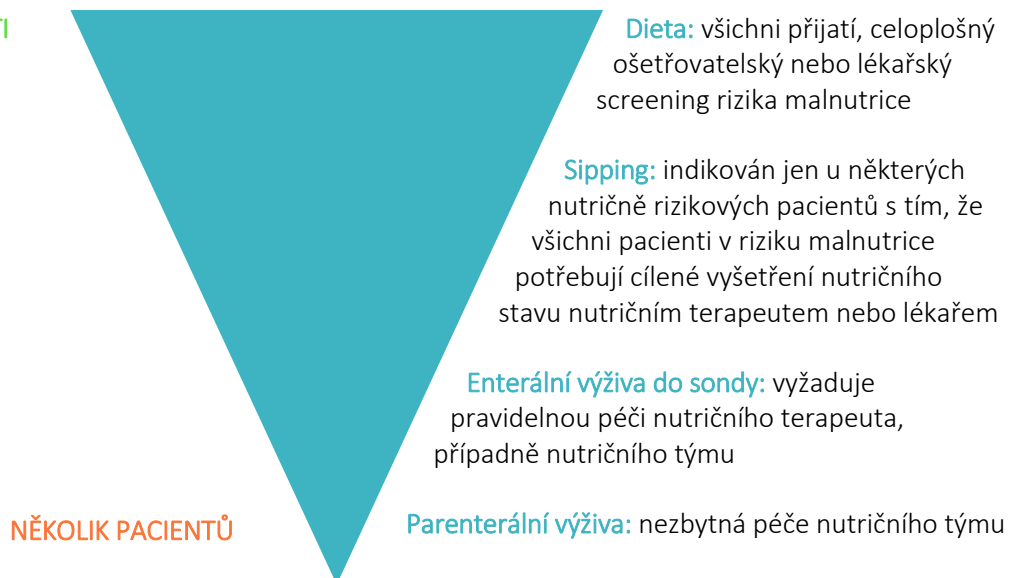 Dieta: všichni přijatí, celoplošný
ošetřovatelský nebo lékařský
screening rizika malnutrice
Sipping: indikován jen u některých
nutričně rizikových pacientů s tím, že
všichni pacienti v riziku malnutrice
potřebují cílené vyšetření nutričního
stavu nutričním terapeutem nebo lékařem
Enterální výživa do sondy: vyžaduje
pravidelnou péči nutričního terapeuta,
případně nutričního týmu
NĚKOLIK PACIENTŮ
Parenterální výživa: nezbytná péče nutričního týmu